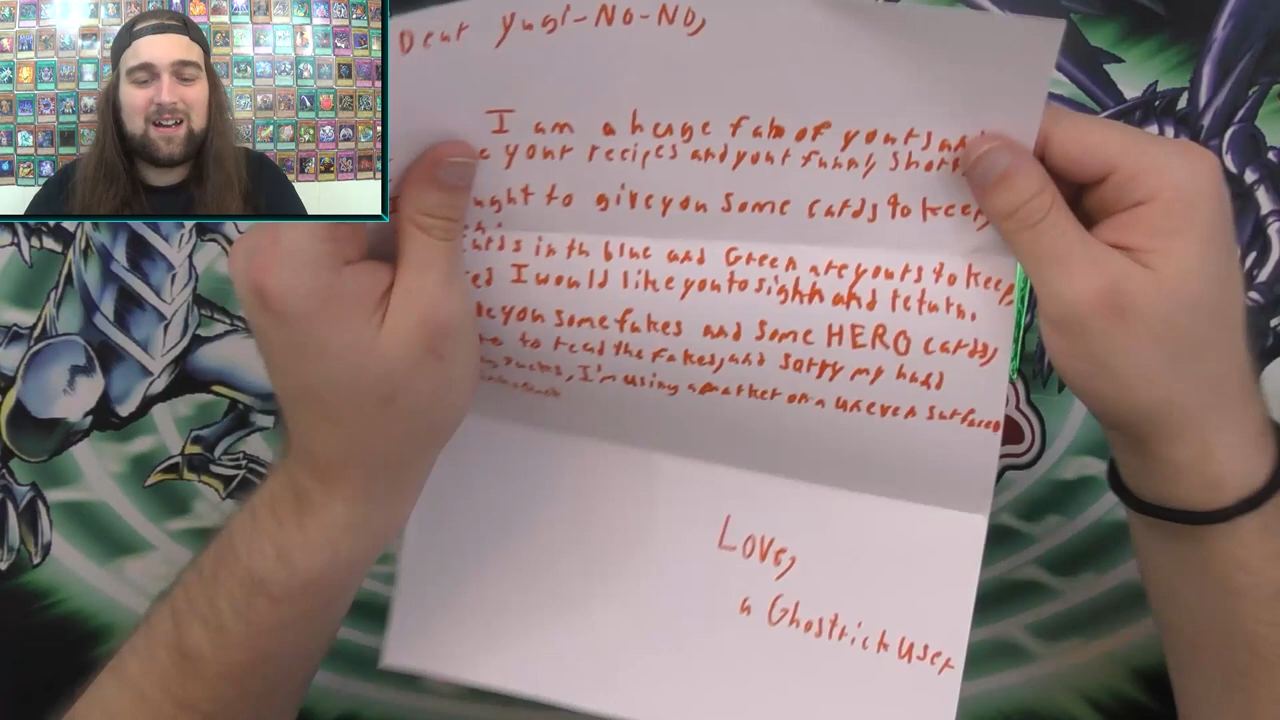 Dear Yugi-No-No,
I am a huge fan of yours and
your recipes and your funny shorts
to give you some cards to keep,
in th blue and Green are yours to keep,
I would like you to sighn and return.
you some fakes and some HERO cards,
to read the fakes, and sorry my hand
sucks, I'm using a marker on a uneven surface
Love,
a Ghostrick user